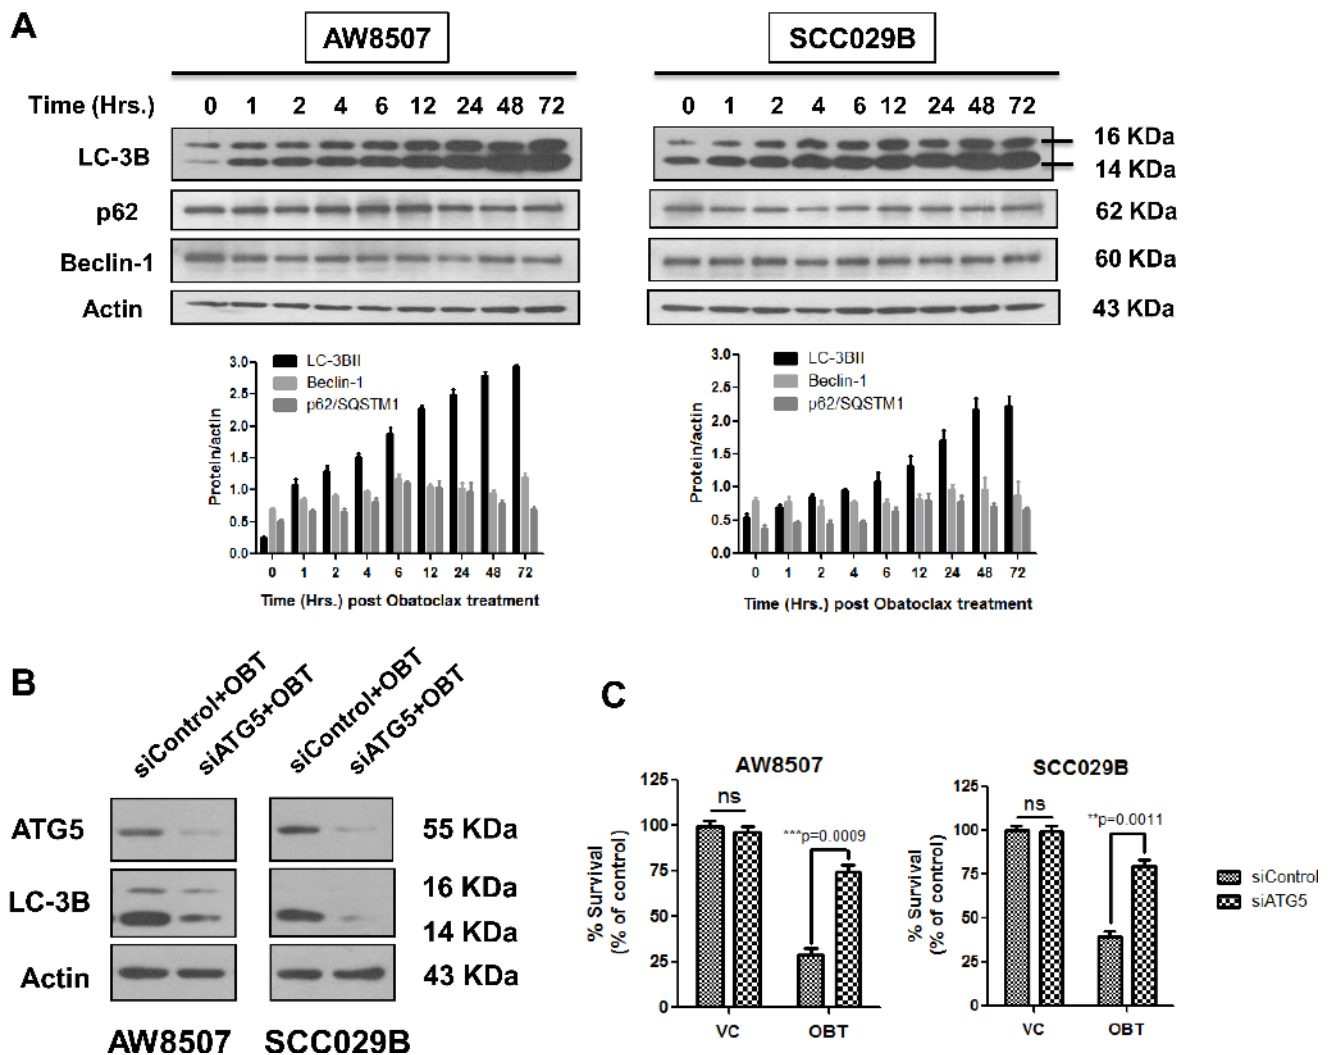 A
AW8507
SCC029B
Time (Hrs.) 0 1 2 4 6 12 24 48 72
0 1 2 4 6 12 24 48 72
LC-3B
16 KDa
14 KDa
p62
62 KDa
Beclin-1
60 KDa
Actin
43 KDa
LC-3BII
Beclin-1
p62/SQSTM1
Protein/actin
3.0
2.5
2.0
1.5
1.0
0.5
0.0
0 1 2 4 6 12 24 48 72
Time (Hrs.) post Obatoclax treatment
LC-3BII
Beclin-1
p62/SQSTM1
Protein/actin
3.0
2.5
2.0
1.5
1.0
0.5
0.0
0 1 2 4 6 12 24 48 72
Time (Hrs.) post Obatoclax treatment
B
siControl+OBT
siATG5+OBT
siControl+OBT
siATG5+OBT
ATG5
55 KDa
LC-3B
16 KDa
14 KDa
Actin
43 KDa
AW8507 SCC029B
C
AW8507
% Survival
(% of control)
125
100
75
50
25
0
ns
***p=0.0009
VC OBT
SCC029B
% Survival
(% of control)
125
100
75
50
25
0
ns
**p=0.0011
VC OBT
siControl
siATG5